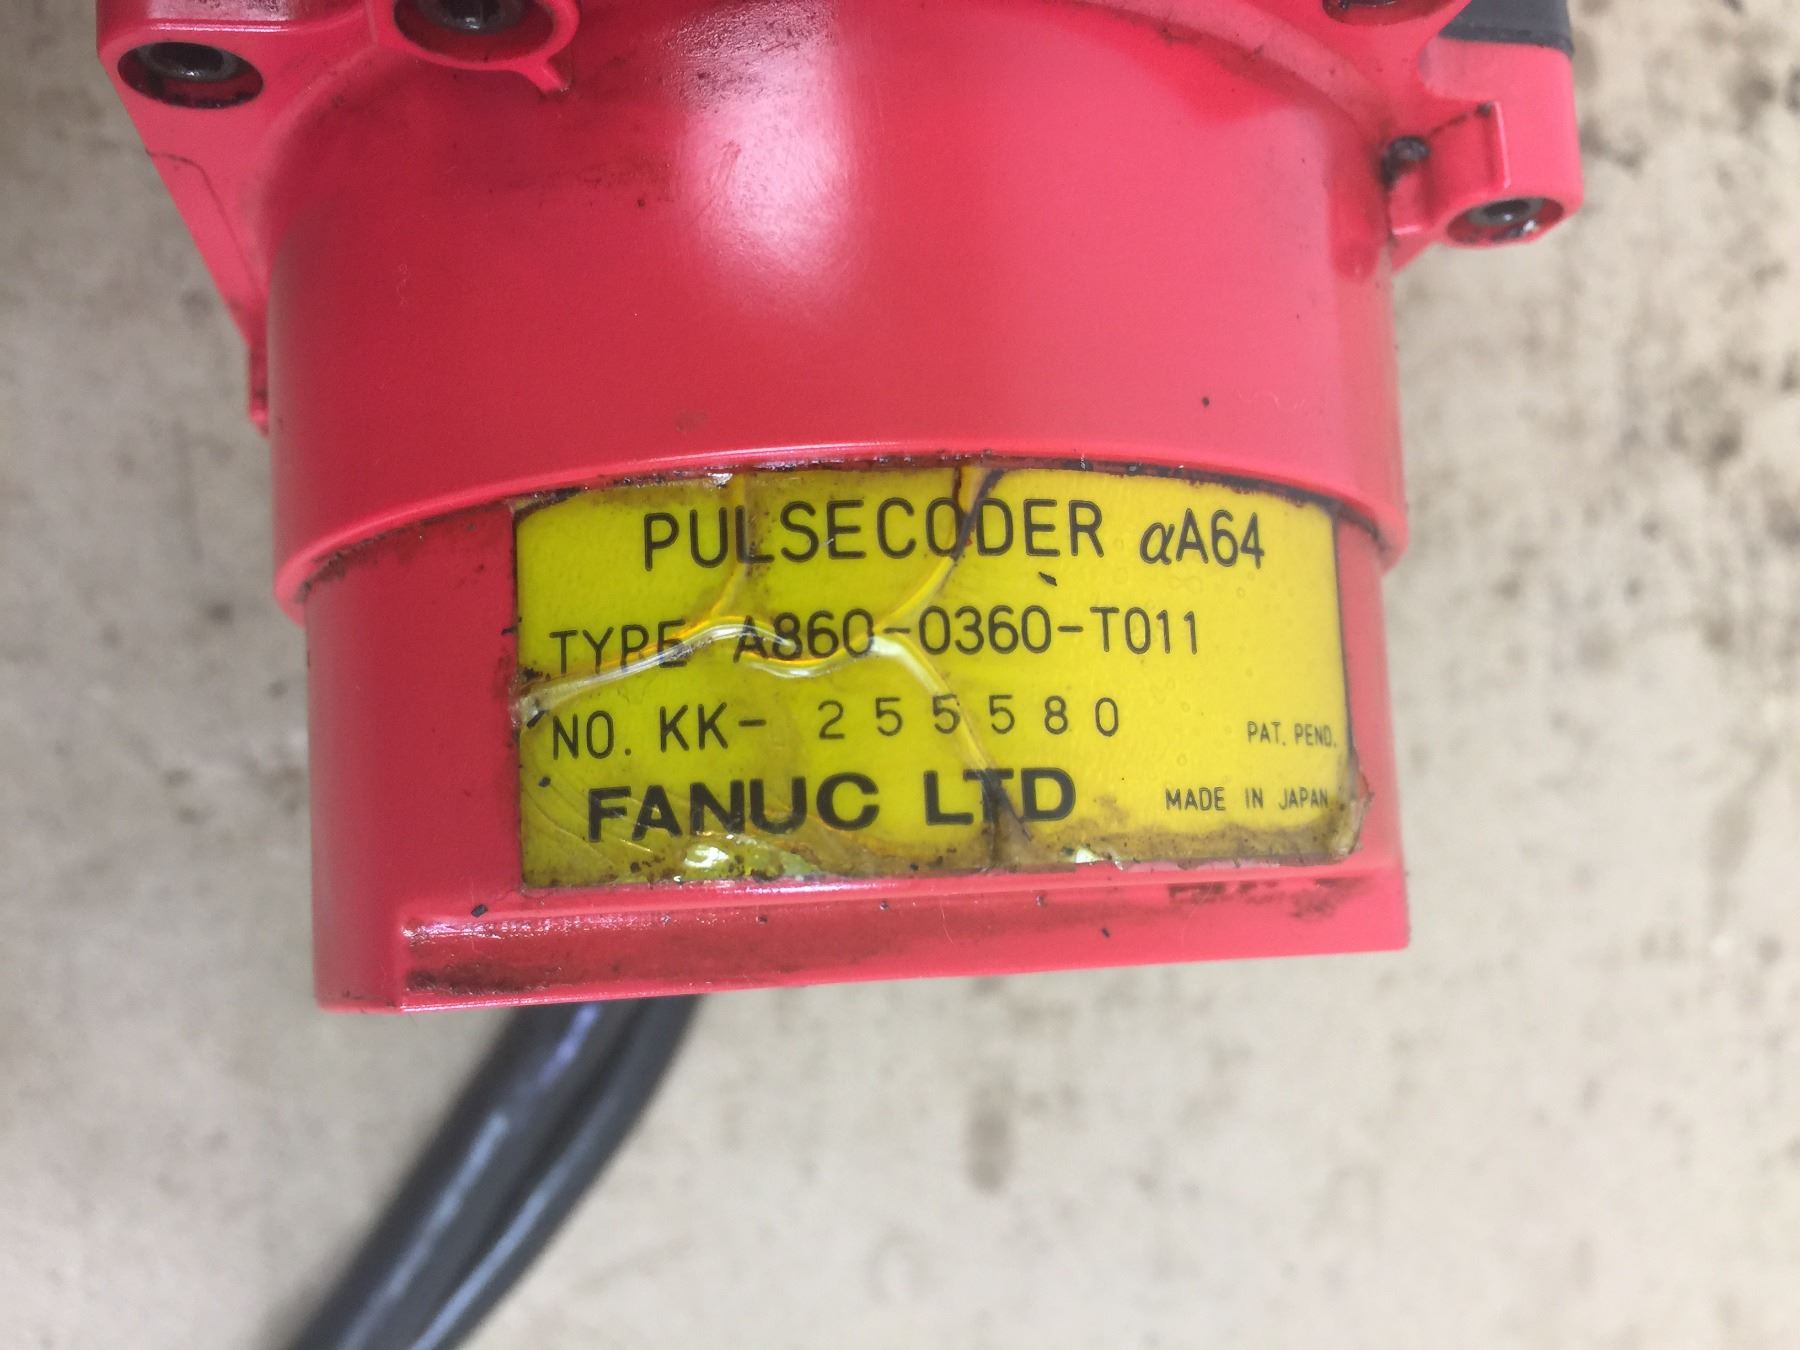 PULSECODER αA64
TYPE A860-0360-T011
NO. KK- 255580
PAT. PEND.
FANUC LTD
MADE IN JAPAN